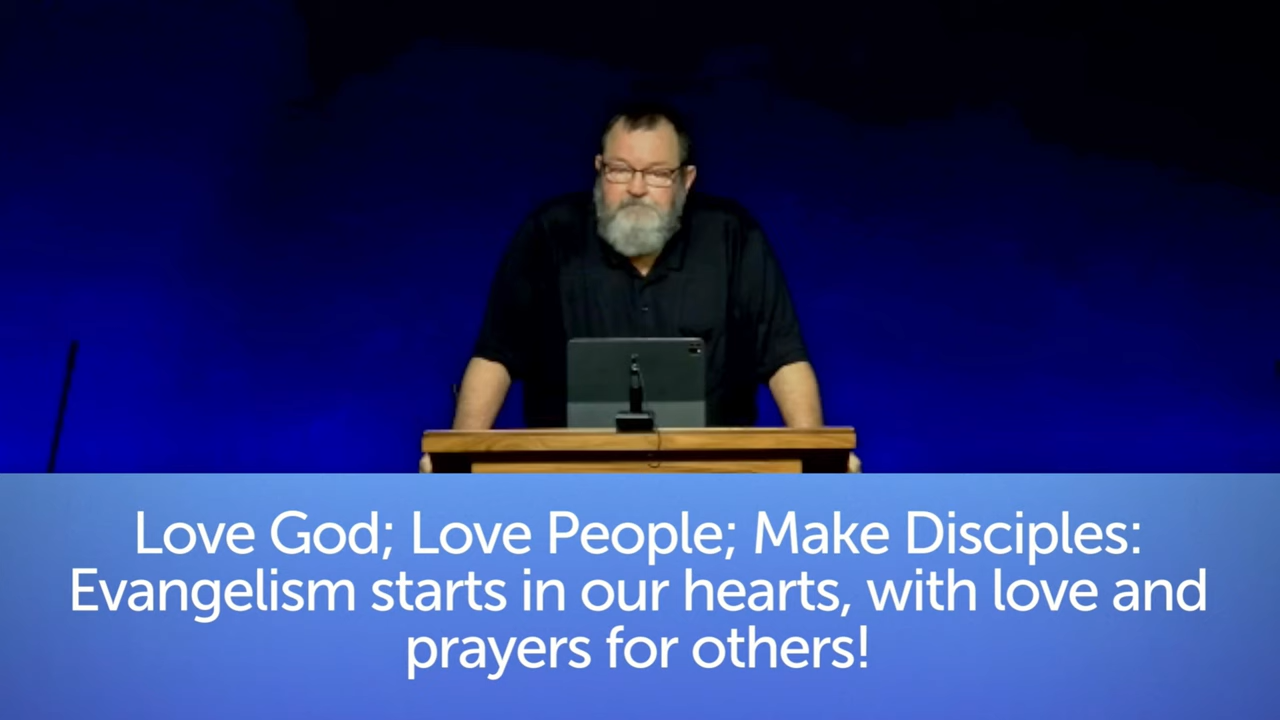 Love God; Love People; Make Disciples:
Evangelism starts in our hearts, with love and
prayers for others!